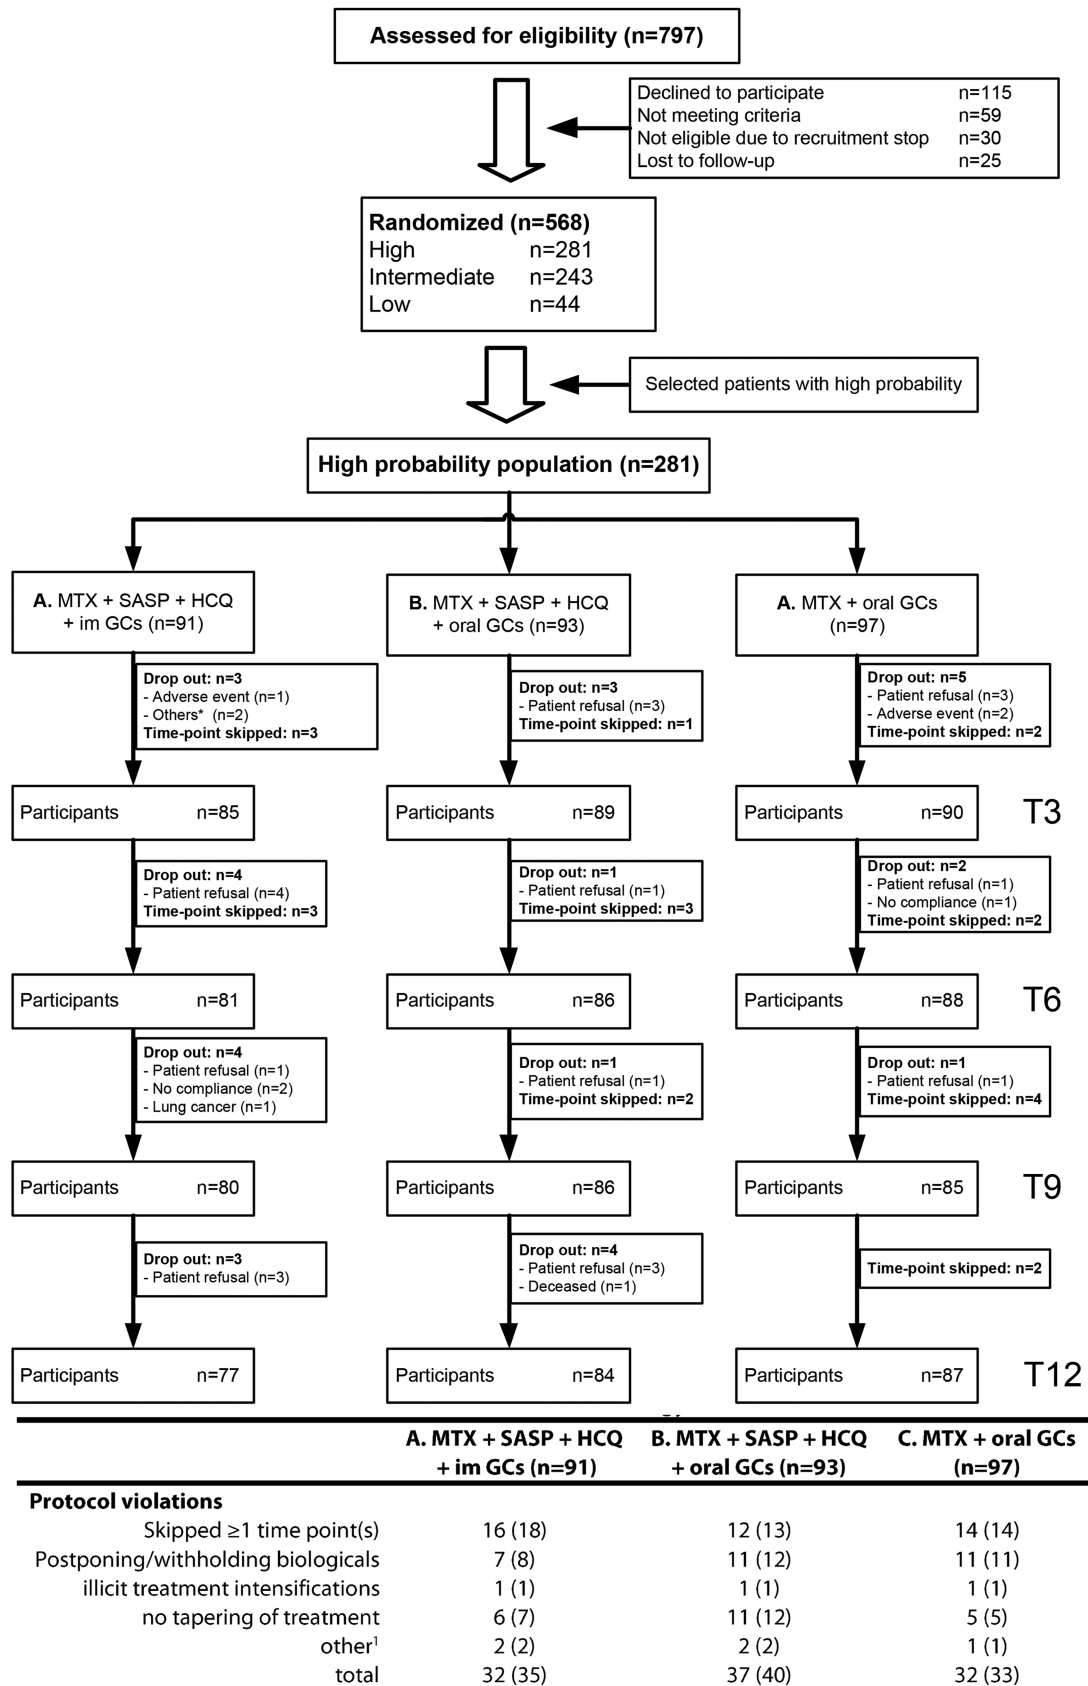 Assessed for eligibility (n=797)
Declined to participate n=115
Not meeting criteria n=59
Not eligible due to recruitment stop n=30
Lost to follow-up n=25
Randomized (n=568)
High n=281
Intermediate n=243
Low n=44
Selected patients with high probability
High probability population (n=281)
A. MTX + SASP + HCQ
+ im GCs (n=91)
B. MTX + SASP + HCQ
+ oral GCs (n=93)
A. MTX + oral GCs
(n=97)
Drop out: n=3
- Adverse event (n=1)
- Others* (n=2)
Time-point skipped: n=3
Drop out: n=3
- Patient refusal (n=3)
Time-point skipped: n=1
Drop out: n=5
- Patient refusal (n=3)
- Adverse event (n=2)
Time-point skipped: n=2
Participants n=85
Participants n=89
Participants n=90
T3
Drop out: n=4
- Patient refusal (n=4)
Time-point skipped: n=3
Drop out: n=1
- Patient refusal (n=1)
Time-point skipped: n=3
Drop out: n=2
- Patient refusal (n=1)
- No compliance (n=1)
Time-point skipped: n=2
Participants n=81
Participants n=86
Participants n=88
T6
Drop out: n=4
- Patient refusal (n=1)
- No compliance (n=2)
- Lung cancer (n=1)
Drop out: n=1
- Patient refusal (n=1)
Time-point skipped: n=2
Drop out: n=1
- Patient refusal (n=1)
Time-point skipped: n=4
Participants n=80
Participants n=86
Participants n=85
T9
Drop out: n=3
- Patient refusal (n=3)
Drop out: n=4
- Patient refusal (n=3)
- Deceased (n=1)
Time-point skipped: n=2
Participants n=77
Participants n=84
Participants n=87
T12
A. MTX + SASP + HCQ B. MTX + SASP + HCQ C. MTX + oral GCs
+ im GCs (n=91) + oral GCs (n=93) (n=97)
Protocol violations
Skipped ≥1 time point(s) 16 (18) 12 (13) 14 (14)
Postponing/withholding biologicals 7 (8) 11 (12) 11 (11)
illicit treatment intensifications 1 (1) 1 (1) 1 (1)
no tapering of treatment 6 (7) 11 (12) 5 (5)
other¹ 2 (2) 2 (2) 1 (1)
total 32 (35) 37 (40) 32 (33)